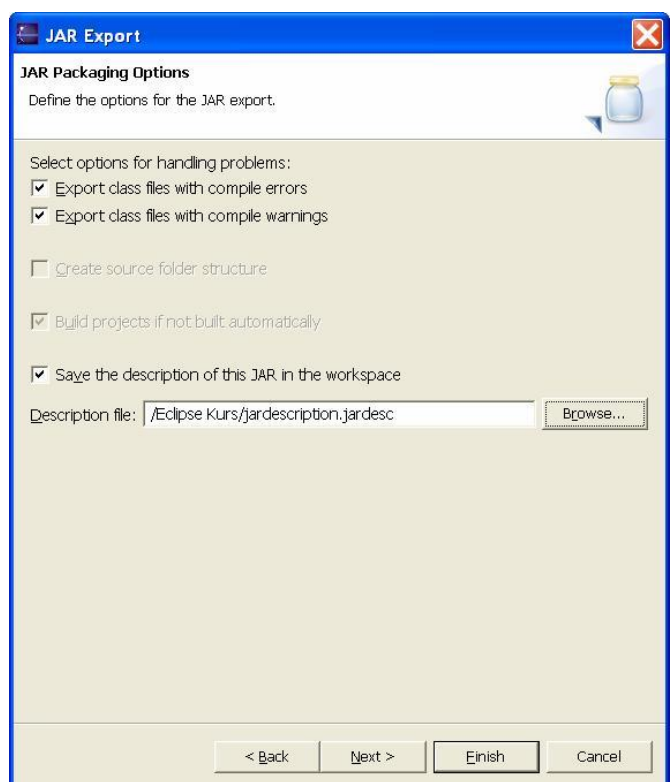 JAR Export
JAR Packaging Options
Define the options for the JAR export.
Select options for handling problems:
Export class files with compile errors
Export class files with compile warnings
Create source folder structure
Build projects if not built automatically
Save the description of this JAR in the workspace
Description file: /Eclipse Kurs/jardescription.jardesc Browse...
< Back Next > Finish Cancel